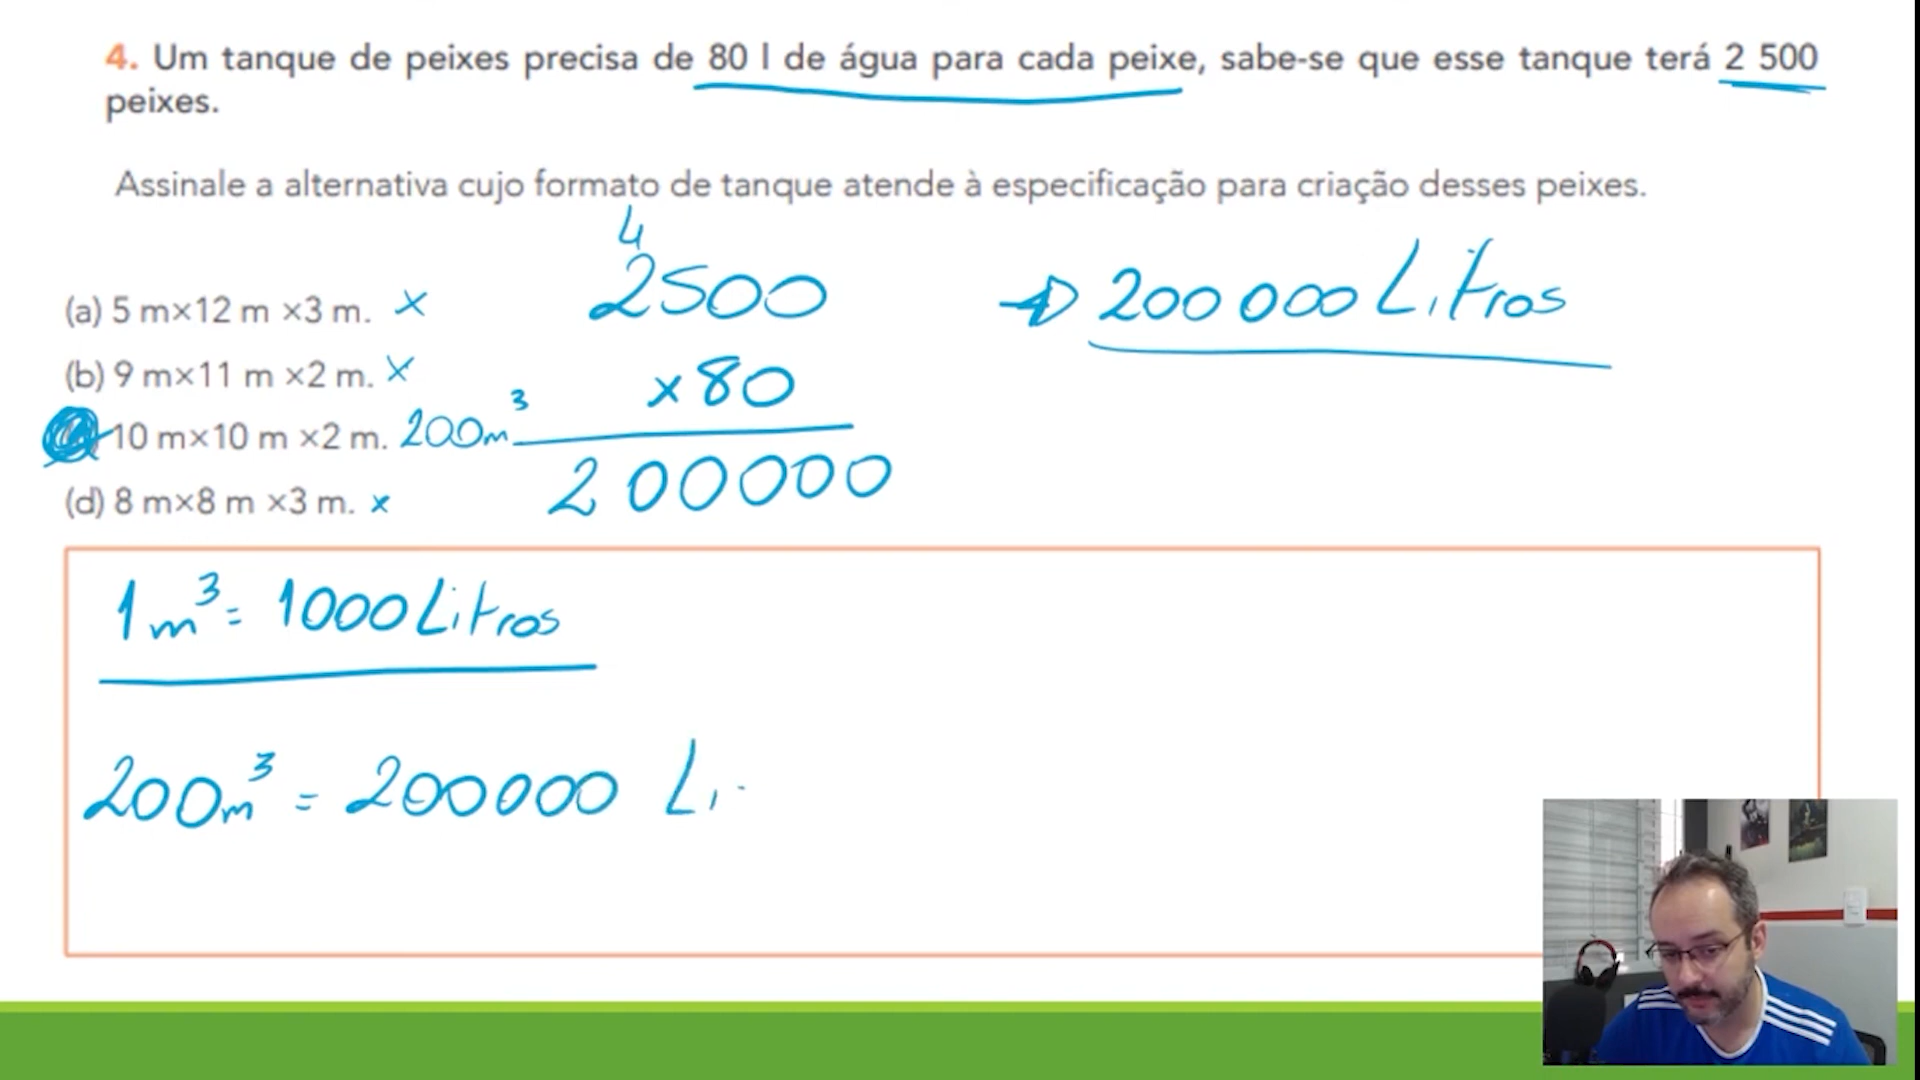 4. Um tanque de peixes precisa de 80 l de água para cada peixe, sabe-se que esse tanque terá 2 500
peixes.
Assinale a alternativa cujo formato de tanque atende à especificação para criação desses peixes.
4
2500
200 000 Litros
(a) 5 m×12 m ×3 m. x
(b) 9 m×11 m ×2 m. x
x 80
10 m×10 m ×2 m. 200m³
200000
(d) 8 m×8 m ×3 m. x
1m³ = 1000 Litros
200m³ = 200000 Li